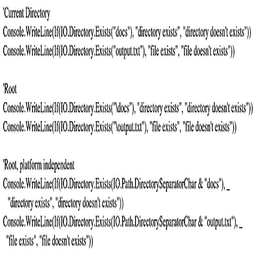 'Current Directory
Console.WriteLine(If(IO.Directory.Exists("docs"), "directory exists", "directory doesn't exists"))
Console.WriteLine(If(IO.Directory.Exists("output.txt"), "file exists", "file doesn't exists"))
'Root
Console.WriteLine(If(IO.Directory.Exists("\docs"), "directory exists", "directory doesn't exists"))
Console.WriteLine(If(IO.Directory.Exists("\output.txt"), "file exists", "file doesn't exists"))
'Root, platform independent
Console.WriteLine(If(IO.Directory.Exists(IO.Path.DirectorySeparatorChar & "docs"), _
"directory exists", "directory doesn't exists"))
Console.WriteLine(If(IO.Directory.Exists(IO.Path.DirectorySeparatorChar & "output.txt"), _
"file exists", "file doesn't exists"))